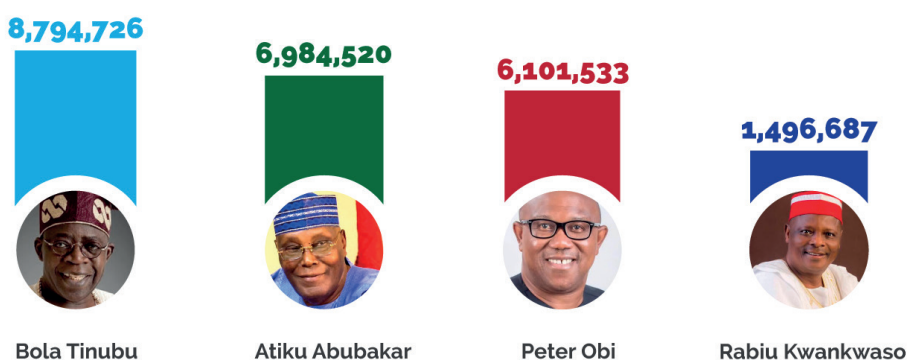 8,794,726
6,984,520
6,101,533
1,496,687
Bola Tinubu
Atiku Abubakar
Peter Obi
Rabiu Kwankwaso